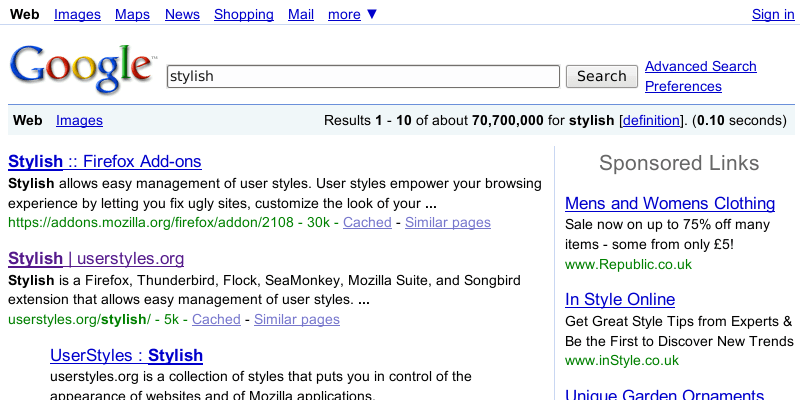 Web Images Maps News Shopping Mail more ▼ Sign in
Google™
stylish
Search
Advanced Search
Preferences
Web Images
Results 1 - 10 of about 70,700,000 for stylish [definition]. (0.10 seconds)
Stylish :: Firefox Add-ons
Stylish allows easy management of user styles. User styles empower your browsing
experience by letting you fix ugly sites, customize the look of your ...
https://addons.mozilla.org/firefox/addon/2108 - 30k - Cached - Similar pages
Stylish | userstyles.org
Stylish is a Firefox, Thunderbird, Flock, SeaMonkey, Mozilla Suite, and Songbird
extension that allows easy management of user styles. ...
userstyles.org/stylish/ - 5k - Cached - Similar pages
UserStyles : Stylish
userstyles.org is a collection of styles that puts you in control of the
appearance of websites and of Mozilla applications.
Sponsored Links
Mens and Womens Clothing
Sale now on up to 75% off many
items - some from only £5!
www.Republic.co.uk
In Style Online
Get Great Style Tips from Experts &
Be the First to Discover New Trends
www.inStyle.co.uk
Unique Garden Ornaments